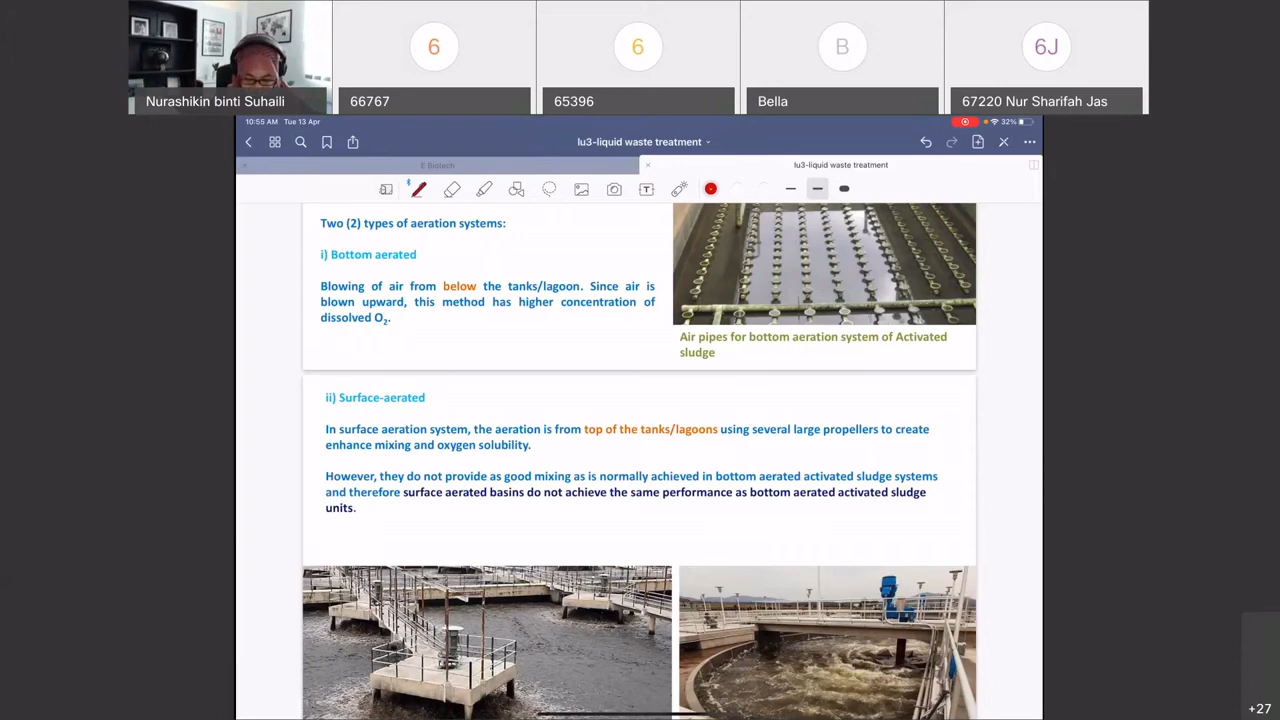 6
6
B
6J
Nurashikin binti Suhaili
66767
65396
Bella
67220 Nur Sharifah Jas
10:55 AM Tue 13 Apr
32%
lu3-liquid waste treatment
E Biotech
lu3-liquid waste treatment
T
Two (2) types of aeration systems:
i) Bottom aerated
Blowing of air from below the tanks/lagoon. Since air is
blown upward, this method has higher concentration of
dissolved O2.
Air pipes for bottom aeration system of Activated
sludge
ii) Surface-aerated
In surface aeration system, the aeration is from top of the tanks/lagoons using several large propellers to create
enhance mixing and oxygen solubility.
However, they do not provide as good mixing as is normally achieved in bottom aerated activated sludge systems
and therefore surface aerated basins do not achieve the same performance as bottom aerated activated sludge
units.
+27